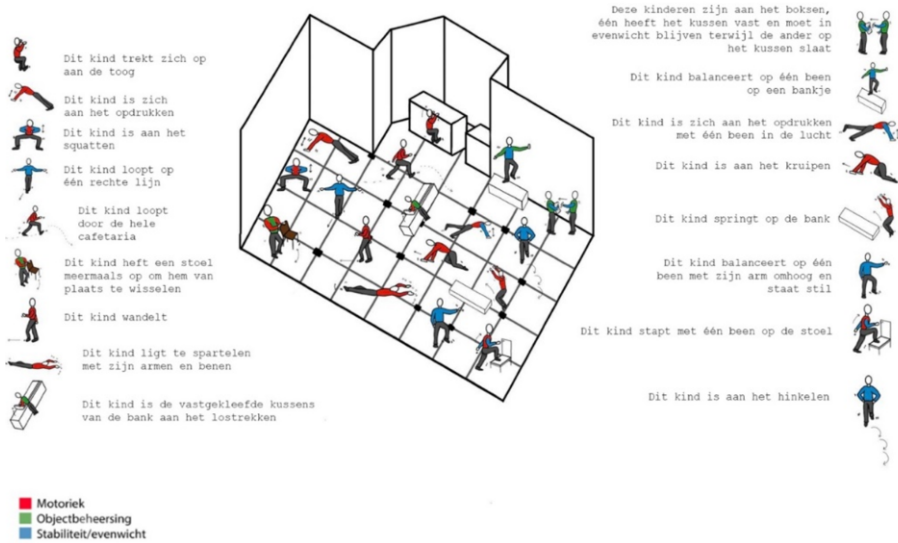 Dit kind trekt zich op
aan de toog
Dit kind is zich
aan het opdrukken
Dit kind is aan het
squatten
Dit kind loopt op
één rechte lijn
Dit kind loopt
door de hele
cafetaria
Dit kind heft een stoel
meermaals op om hem van
plaats te wisselen
Dit kind wandelt
Dit kind ligt te spartelen
met zijn armen en benen
Dit kind is de vastgekleefde kussens
van de bank aan het lostrekken
Deze kinderen zijn aan het boksen,
één heeft het kussen vast en moet in
evenwicht blijven terwijl de ander op
het kussen slaat
Dit kind balanceert op één been
op een bankje
Dit kind is zich aan het opdrukken
met één been in de lucht
Dit kind is aan het kruipen
Dit kind springt op de bank
Dit kind balanceert op één
been met zijn arm omhoog en
staat stil
Dit kind stapt met één been op de stoel
Dit kind is aan het hinkelen
Motoriek
Objectbeheersing
Stabiliteit/evenwicht